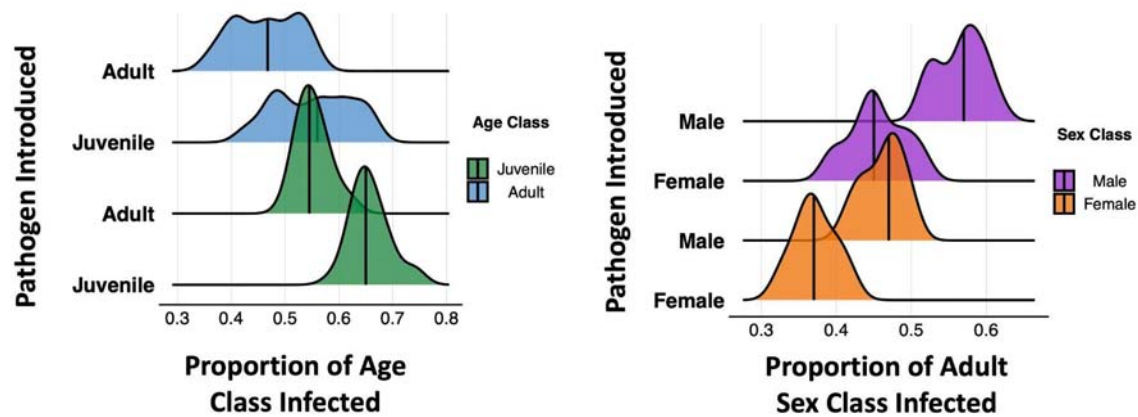 Pathogen Introduced
Adult
Juvenile
Adult
Juvenile
0.3 0.4 0.5 0.6 0.7 0.8
Proportion of Age
Class Infected
Age Class
Juvenile
Adult
Pathogen Introduced
Male
Female
Male
Female
0.3 0.4 0.5 0.6
Proportion of Adult
Sex Class Infected
Sex Class
Male
Female